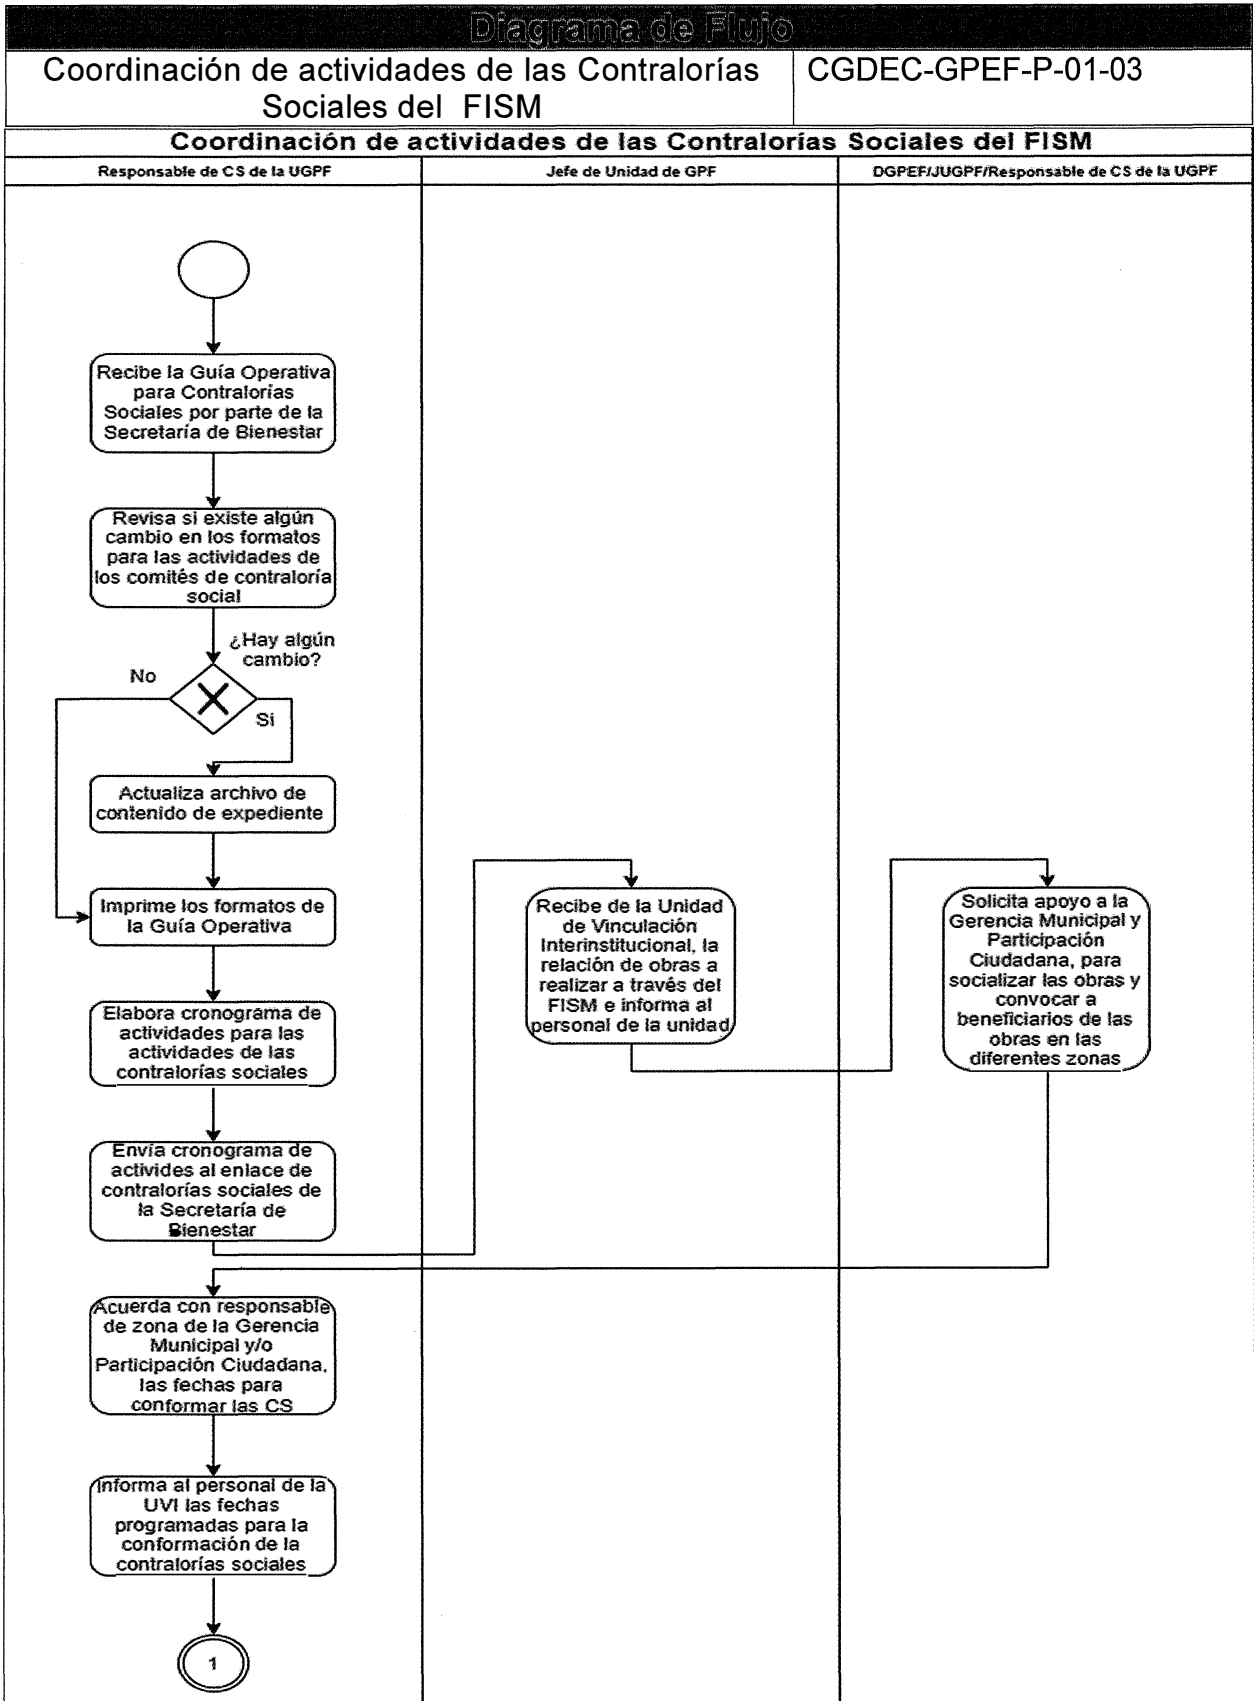 Diagrama de Flujo
Coordinación de actividades de las Contralorías
Sociales del FISM
CGDEC-GPEF-P-01-03
Coordinación de actividades de las Contralorías Sociales del FISM
Responsable de CS de la UGPF
Jefe de Unidad de GPF
DGPEF/JUGPF/Responsable de CS de la UGPF
Recibe la Guía Operativa
para Contralorías
Sociales por parte de la
Secretaría de Bienestar
Revisa si existe algún
cambio en los formatos
para las actividades de
los comités de contraloría
social
¿Hay algún
cambio?
No
Sí
Actualiza archivo de
contenido de expediente
Imprime los formatos de
la Guía Operativa
Elabora cronograma de
actividades para las
actividades de las
contralorías sociales
Envía cronograma de
activides al enlace de
contralorías sociales de
la Secretaría de
Bienestar
Recibe de la Unidad
de Vinculación
Interinstitucional, la
relación de obras a
realizar a través del
FISM e informa al
personal de la unidad
Solicita apoyo a la
Gerencia Municipal y
Participación
Ciudadana, para
socializar las obras y
convocar a
beneficiarios de las
obras en las
diferentes zonas
Acuerda con responsable
de zona de la Gerencia
Municipal y/o
Participación Ciudadana,
las fechas para
conformar las CS
Informa al personal de la
UVI las fechas
programadas para la
conformación de la
contralorías sociales
1